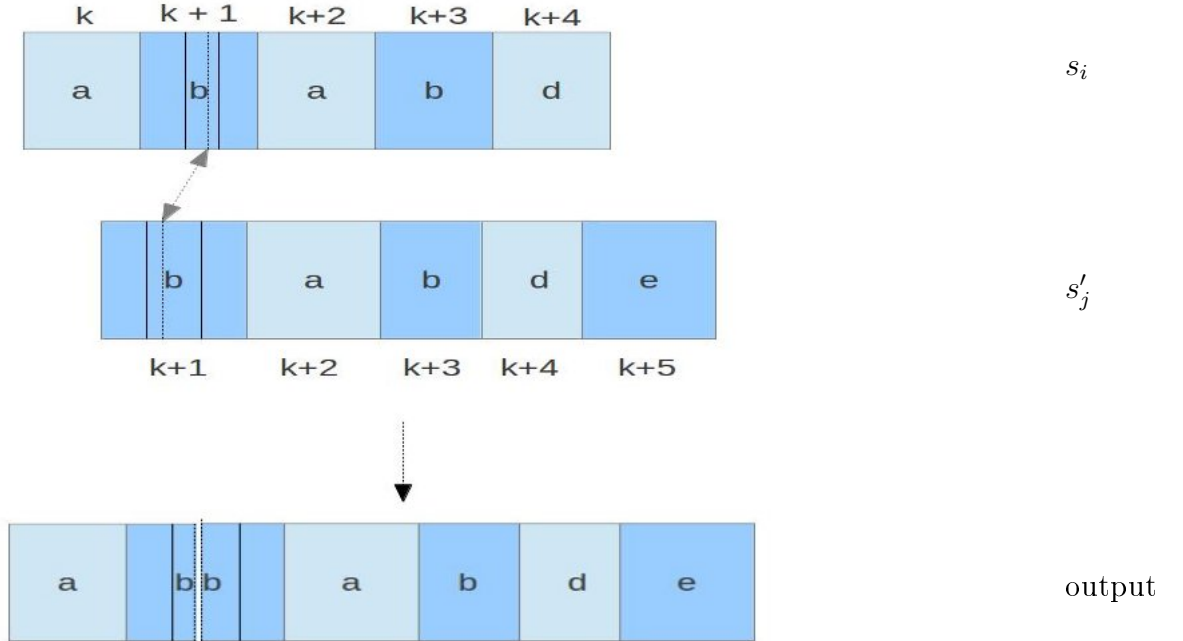 k k + 1 k+2 k+3 k+4
a b a b d s_i
b a b d e s'_j
k+1 k+2 k+3 k+4 k+5
a b b a b d e output